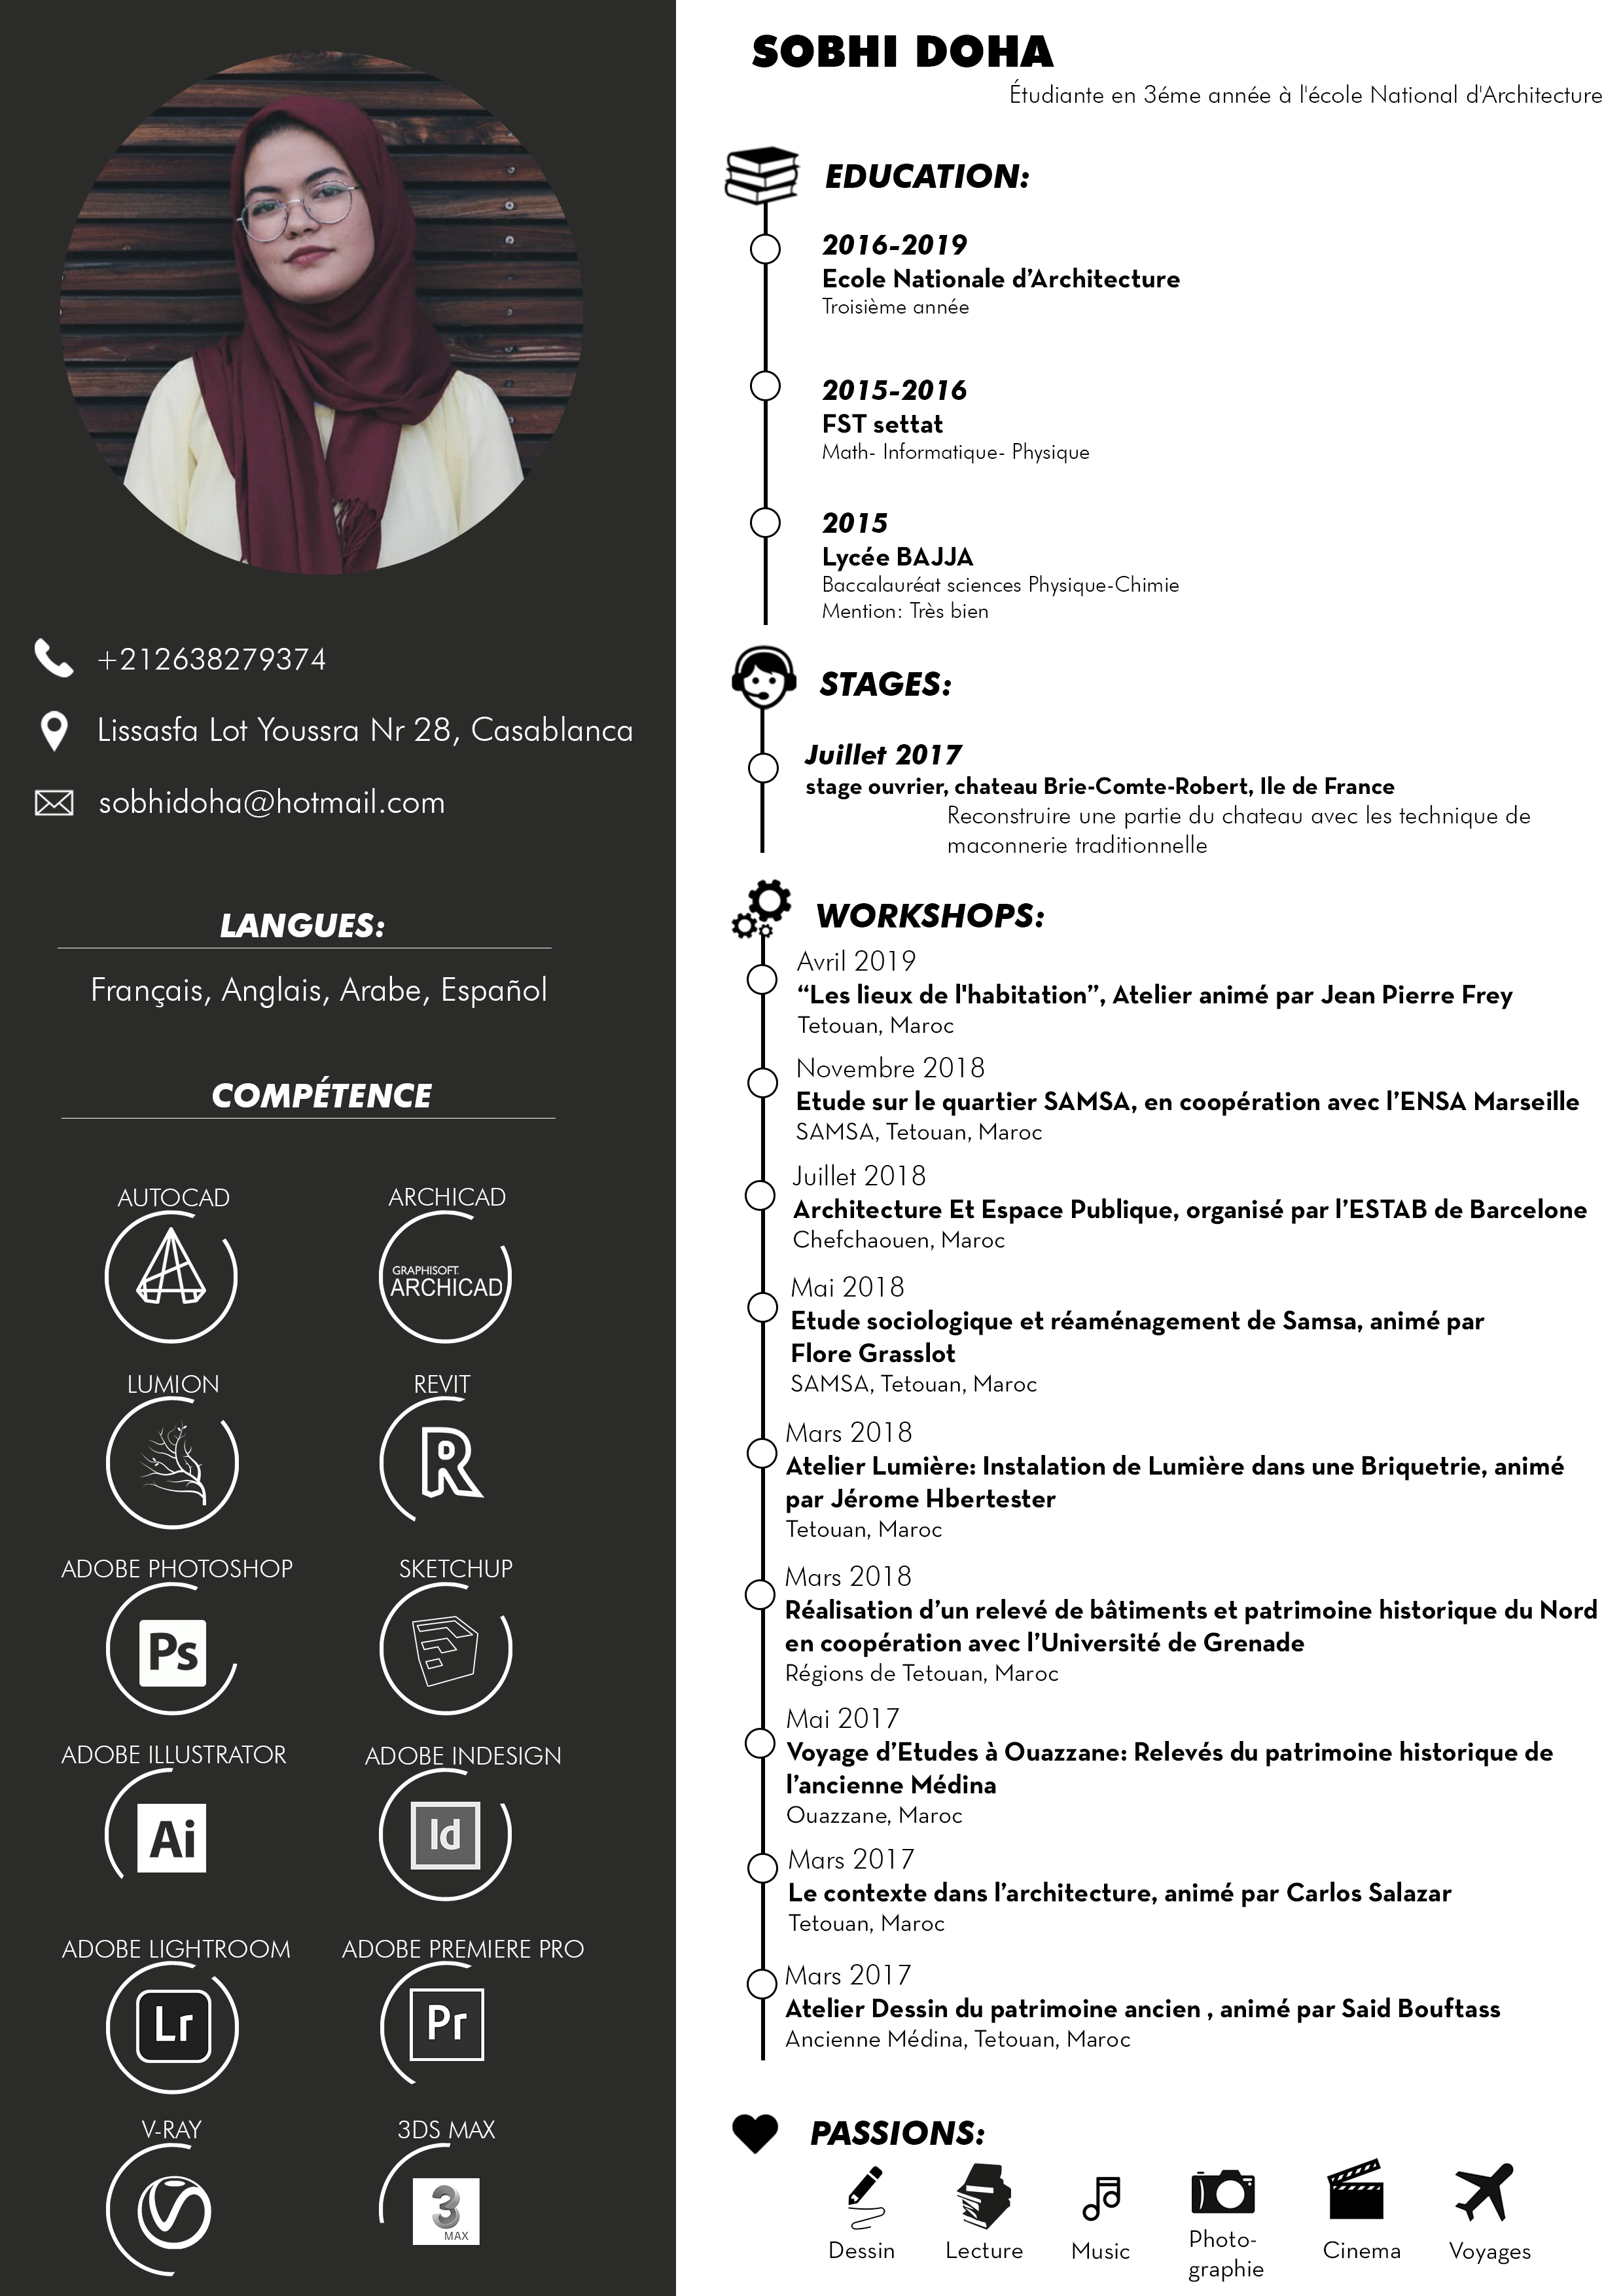 +212638279374
Lissasfa Lot Youssra Nr 28, Casablanca
sobhidoha@hotmail.com
LANGUES:
Français, Anglais, Arabe, Español
COMPÉTENCE
AUTOCAD
ARCHICAD
GRAPHISOFT.
ARCHICAD
LUMION
REVIT
R
ADOBE PHOTOSHOP
SKETCHUP
Ps
ADOBE ILLUSTRATOR
ADOBE INDESIGN
Ai
Id
ADOBE LIGHTROOM
ADOBE PREMIERE PRO
Lr
Pr
V-RAY
3DS MAX
3
MAX
SOBHI DOHA
Étudiante en 3éme année à l'école National d'Architecture
EDUCATION:
2016-2019
Ecole Nationale d’Architecture
Troisième année
2015-2016
FST settat
Math- Informatique- Physique
2015
Lycée BAJJA
Baccalauréat sciences Physique-Chimie
Mention: Très bien
STAGES:
Juillet 2017
stage ouvrier, chateau Brie-Comte-Robert, Ile de France
Reconstruire une partie du chateau avec les technique de
maconnerie traditionnelle
WORKSHOPS:
Avril 2019
“Les lieux de l'habitation”, Atelier animé par Jean Pierre Frey
Tetouan, Maroc
Novembre 2018
Etude sur le quartier SAMSA, en coopération avec l’ENSA Marseille
SAMSA, Tetouan, Maroc
Juillet 2018
Architecture Et Espace Publique, organisé par l’ESTAB de Barcelone
Chefchaouen, Maroc
Mai 2018
Etude sociologique et réaménagement de Samsa, animé par
Flore Grasslot
SAMSA, Tetouan, Maroc
Mars 2018
Atelier Lumière: Instalation de Lumière dans une Briquetrie, animé
par Jérome Hbertester
Tetouan, Maroc
Mars 2018
Réalisation d’un relevé de bâtiments et patrimoine historique du Nord
en coopération avec l’Université de Grenade
Régions de Tetouan, Maroc
Mai 2017
Voyage d’Etudes à Ouazzane: Relevés du patrimoine historique de
l’ancienne Médina
Ouazzane, Maroc
Mars 2017
Le contexte dans l’architecture, animé par Carlos Salazar
Tetouan, Maroc
Mars 2017
Atelier Dessin du patrimoine ancien , animé par Said Bouftass
Ancienne Médina, Tetouan, Maroc
PASSIONS:
Dessin
Lecture
Music
Photo-
graphie
Cinema
Voyages